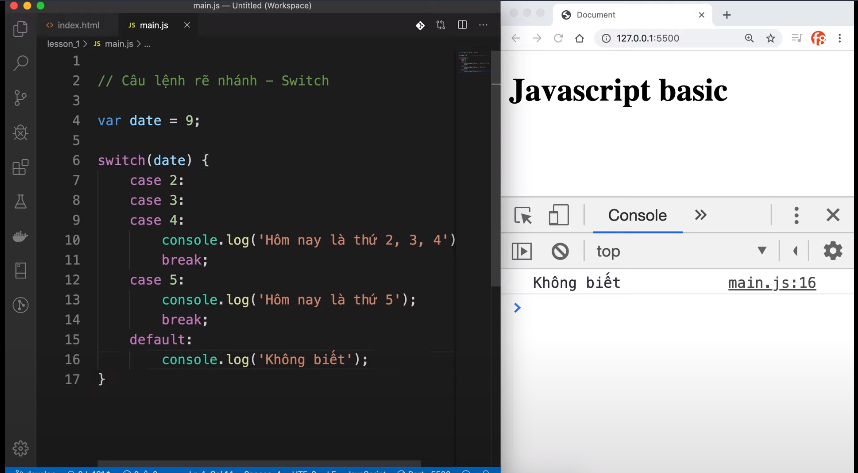 main.js — Untitled (Workspace)
index.html
JS main.js
lesson_1 > JS main.js > ...
1
2 // Câu lệnh rẽ nhánh - Switch
3
4 var date = 9;
5
6 switch(date) {
7 case 2:
8 case 3:
9 case 4:
10 console.log('Hôm nay là thứ 2, 3, 4')
11 break;
12 case 5:
13 console.log('Hôm nay là thứ 5');
14 break;
15 default:
16 console.log('Không biết');
17 }
Document
127.0.0.1:5500
Javascript basic
Console
top
Không biết main.js:16